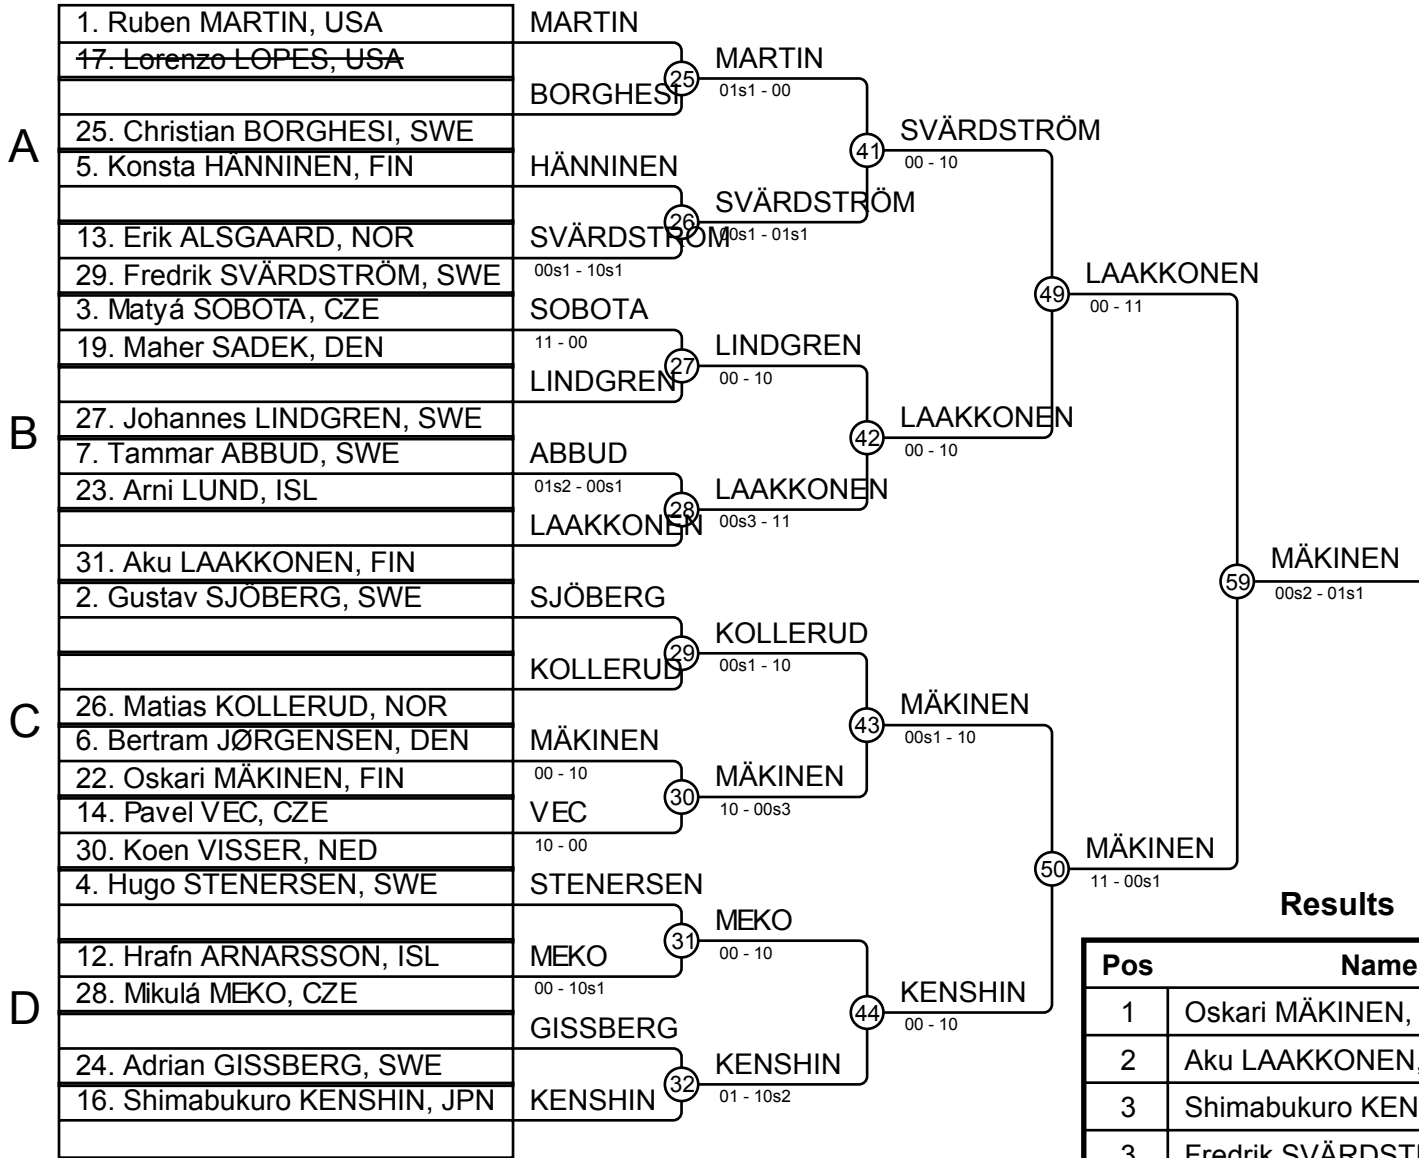 A
1. Ruben MARTIN, USA
17. Lorenzo LOPES, USA
25. Christian BORGHESI, SWE
5. Konsta HÄNNINEN, FIN
13. Erik ALSGAARD, NOR
29. Fredrik SVÄRDSTRÖM, SWE
B
3. Matyá SOBOTA, CZE
19. Maher SADEK, DEN
27. Johannes LINDGREN, SWE
7. Tammar ABBUD, SWE
23. Arni LUND, ISL
31. Aku LAAKKONEN, FIN
C
2. Gustav SJÖBERG, SWE
26. Matias KOLLERUD, NOR
6. Bertram JØRGENSEN, DEN
22. Oskari MÄKINEN, FIN
14. Pavel VEC, CZE
30. Koen VISSER, NED
D
4. Hugo STENERSEN, SWE
12. Hrafn ARNARSSON, ISL
28. Mikulá MEKO, CZE
24. Adrian GISSBERG, SWE
16. Shimabukuro KENSHIN, JPN
MARTIN
BORGHESI
HÄNNINEN
SVÄRDSTRÖM
00s1 - 10s1
SOBOTA
11 - 00
LINDGREN
ABBUD
01s2 - 00s1
LAAKKONEN
SJÖBERG
KOLLERUD
MÄKINEN
00 - 10
VEC
10 - 00
STENERSEN
MEKO
00 - 10s1
GISSBERG
KENSHIN
25
MARTIN
01s1 - 00
26
SVÄRDSTRÖM
00s1 - 01s1
27
LINDGREN
00 - 10
28
LAAKKONEN
00s3 - 11
29
KOLLERUD
00s1 - 10
30
MÄKINEN
10 - 00s3
31
MEKO
00 - 10
32
KENSHIN
01 - 10s2
41
SVÄRDSTRÖM
00 - 10
42
LAAKKONEN
00 - 10
43
MÄKINEN
00s1 - 10
44
KENSHIN
00 - 10
49
LAAKKONEN
00 - 11
50
MÄKINEN
11 - 00s1
59
MÄKINEN
00s2 - 01s1
Results
Pos Name
1 Oskari MÄKINEN,
2 Aku LAAKKONEN,
3 Shimabukuro KEN
3 Fredrik SVÄRDST